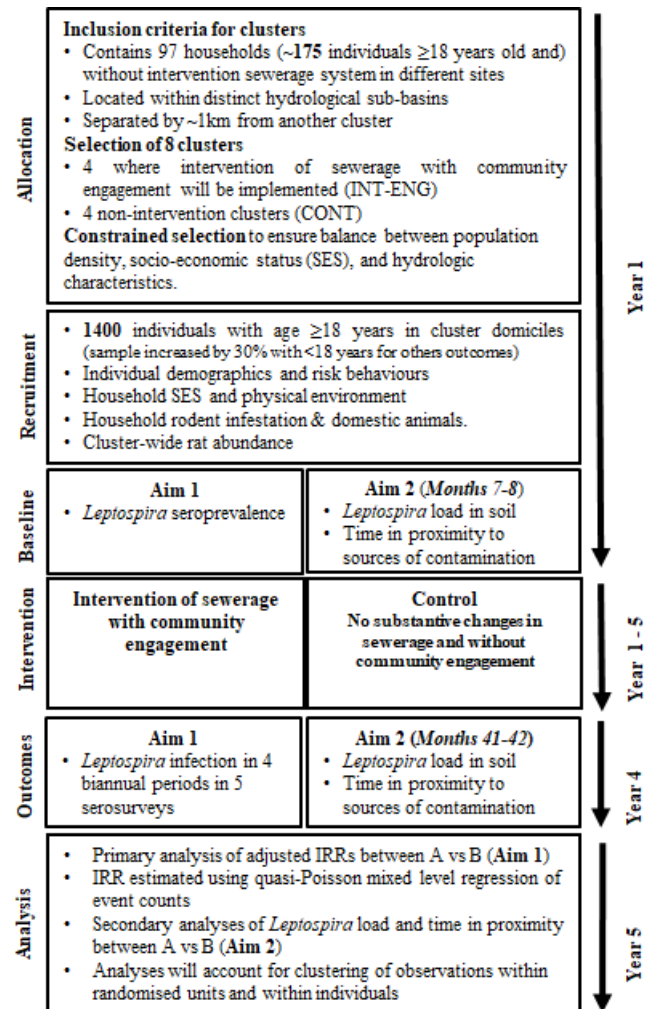 Allocation
Inclusion criteria for clusters
• Contains 97 households (~175 individuals ≥18 years old and)
without intervention sewerage system in different sites
• Located within distinct hydrological sub-basins
• Separated by ~1km from another cluster
Selection of 8 clusters
• 4 where intervention of sewerage with community
engagement will be implemented (INT-ENG)
• 4 non-intervention clusters (CONT)
Constrained selection to ensure balance between population
density, socio-economic status (SES), and hydrologic
characteristics.
Year 1
Recruitment
• 1400 individuals with age ≥18 years in cluster domiciles
(sample increased by 30% with <18 years for others outcomes)
• Individual demographics and risk behaviours
• Household SES and physical environment
• Household rodent infestation & domestic animals.
• Cluster-wide rat abundance
Baseline
Aim 1
• Leptospira seroprevalence
Aim 2 (Months 7-8)
• Leptospira load in soil
• Time in proximity to
sources of contamination
Intervention
Intervention of sewerage
with community
engagement
Control
No substantive changes in
sewerage and without
community engagement
Year 1 - 5
Outcomes
Aim 1
• Leptospira infection in 4
biannual periods in 5
serosurveys
Aim 2 (Months 41-42)
• Leptospira load in soil
• Time in proximity to
sources of contamination
Year 4
Analysis
• Primary analysis of adjusted IRRs between A vs B (Aim 1)
• IRR estimated using quasi-Poisson mixed level regression of
event counts
• Secondary analyses of Leptospira load and time in proximity
between A vs B (Aim 2)
• Analyses will account for clustering of observations within
randomised units and within individuals
Year 5